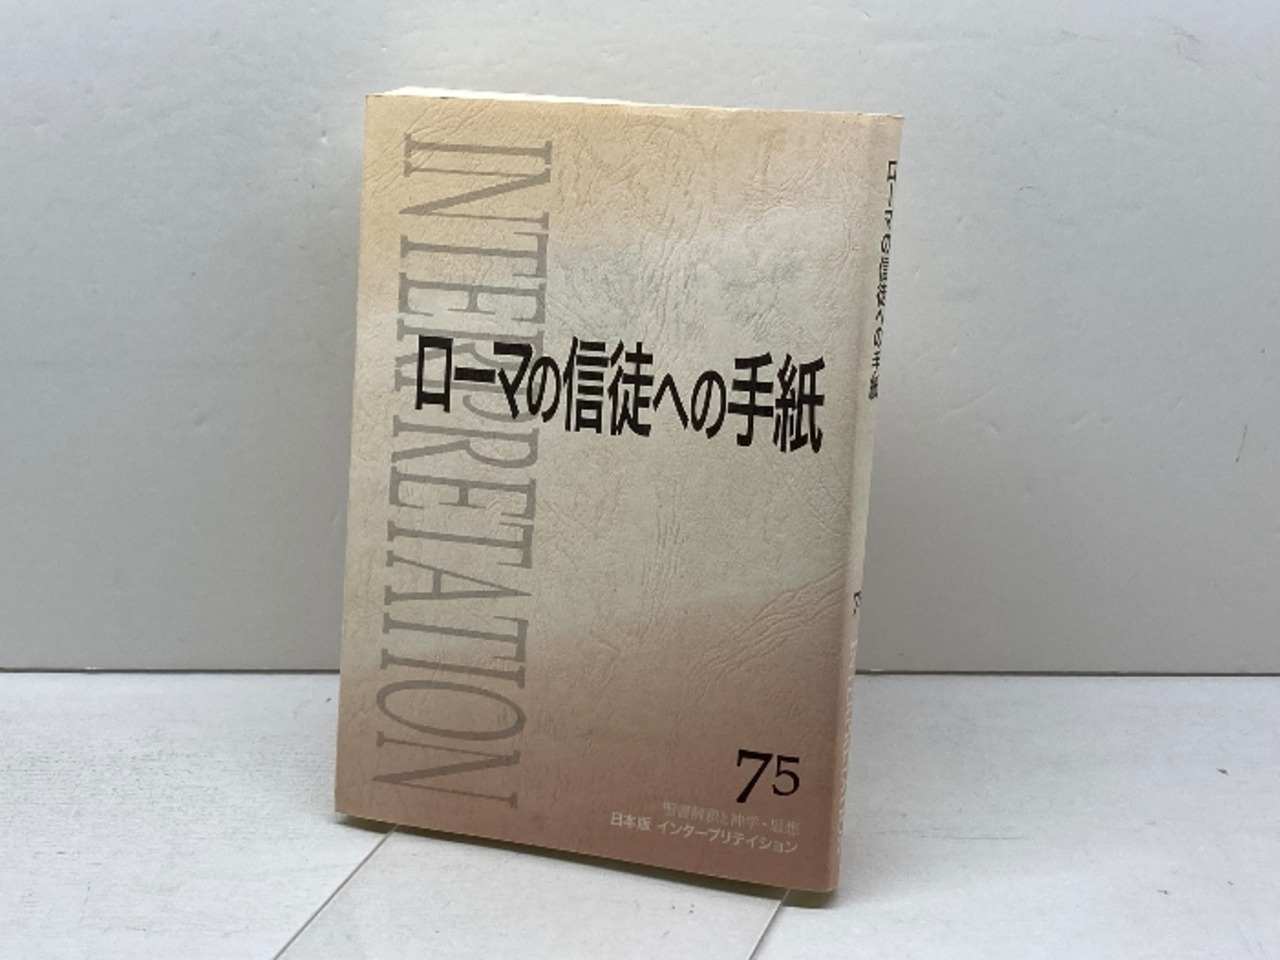 INTERPRETATION
ローマの信徒への手紙
75
聖書解釈と神学・思想
日本版 インタープリテイション
ローマの信徒への手紙